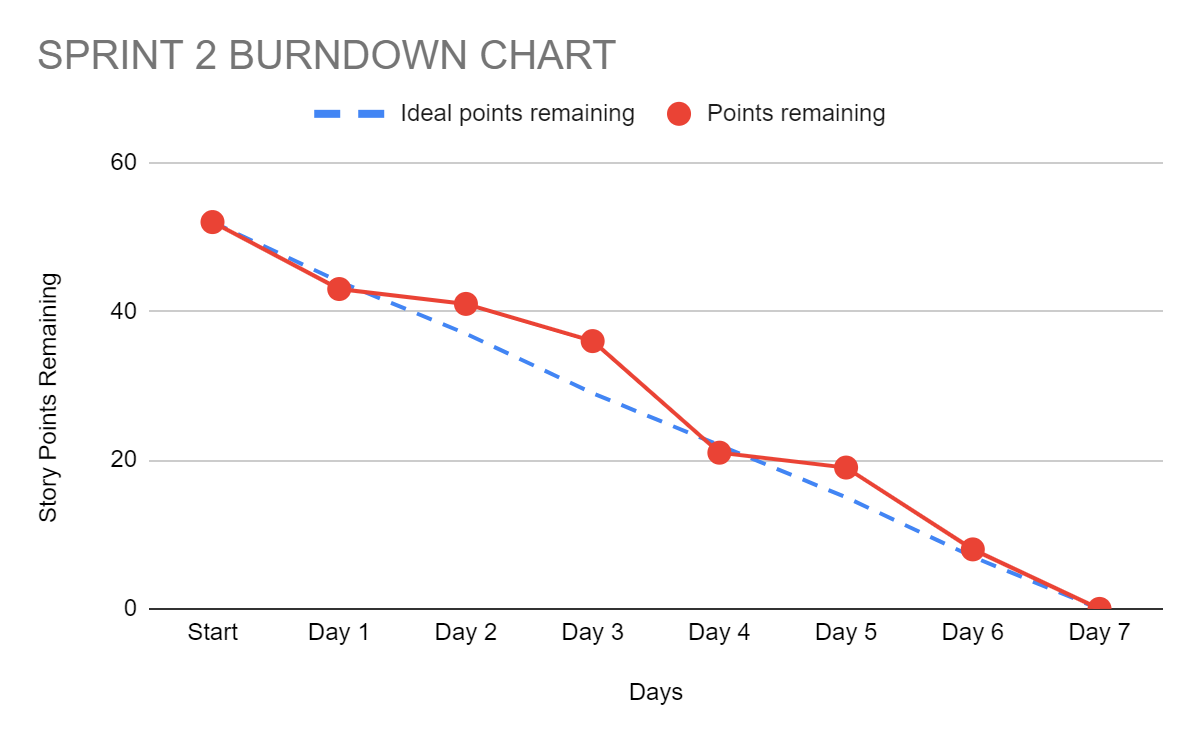 SPRINT 2 BURNDOWN CHART
Ideal points remaining Points remaining
60
40
20
0
Story Points Remaining
Start Day 1 Day 2 Day 3 Day 4 Day 5 Day 6 Day 7
Days